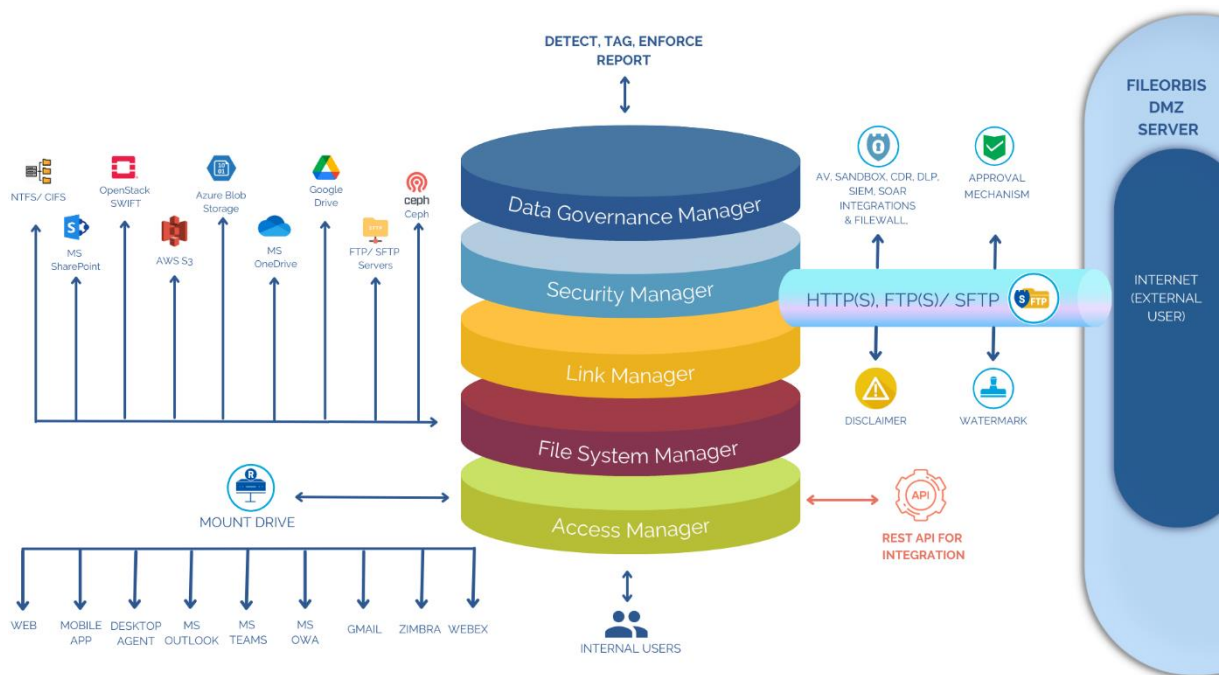 DETECT, TAG, ENFORCE
REPORT
FILEORBIS
DMZ
SERVER
NTFS/ CIFS
OpenStack
SWIFT
10
01
Azure Blob
Storage
Google
Drive
ceph
Ceph
S
MS
SharePoint
AWS S3
MS
OneDrive
FTP/ SFTP
Servers
AV, SANDBOX, CDR, DLP,
SIEM, SOAR
INTEGRATIONS
& FILEWALL,
APPROVAL
MECHANISM
Data Governance Manager
Security Manager
Link Manager
File System Manager
Access Manager
HTTP(S), FTP(S)/ SFTP
S FTP
INTERNET
(EXTERNAL
USER)
DISCLAIMER
WATERMARK
R
MOUNT DRIVE
API
REST API FOR
INTEGRATION
WEB
MOBILE
APP
DESKTOP
AGENT
MS
OUTLOOK
MS
TEAMS
MS
OWA
GMAIL
ZIMBRA
WEBEX
INTERNAL USERS